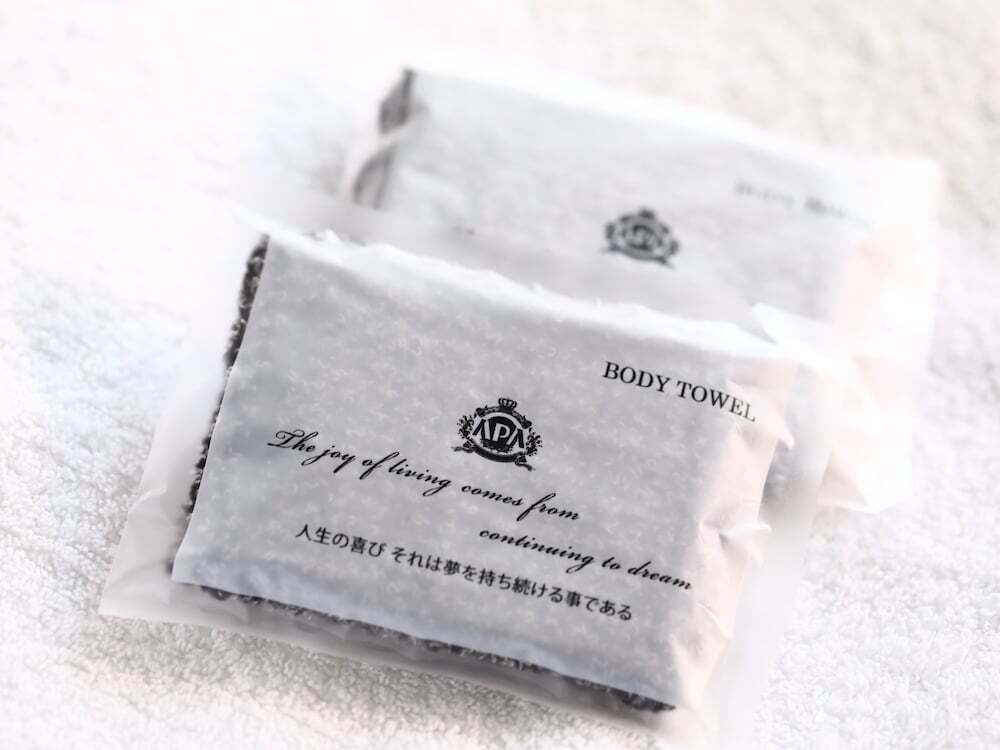 BODY TOWEL
APA
The joy of living comes from
continuing to dream
人生の喜び それは夢を持ち続ける事である
APA